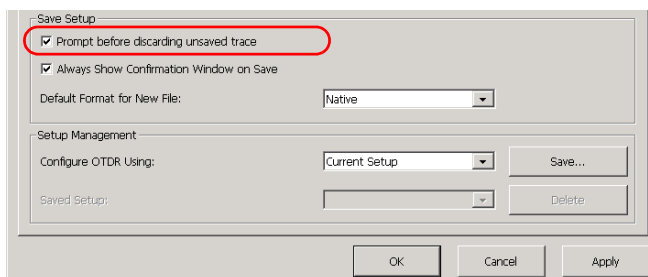 Save Setup
Prompt before discarding unsaved trace
Always Show Confirmation Window on Save
Default Format for New File: Native
Setup Management
Configure OTDR Using: Current Setup Save...
Saved Setup: Delete
OK Cancel Apply